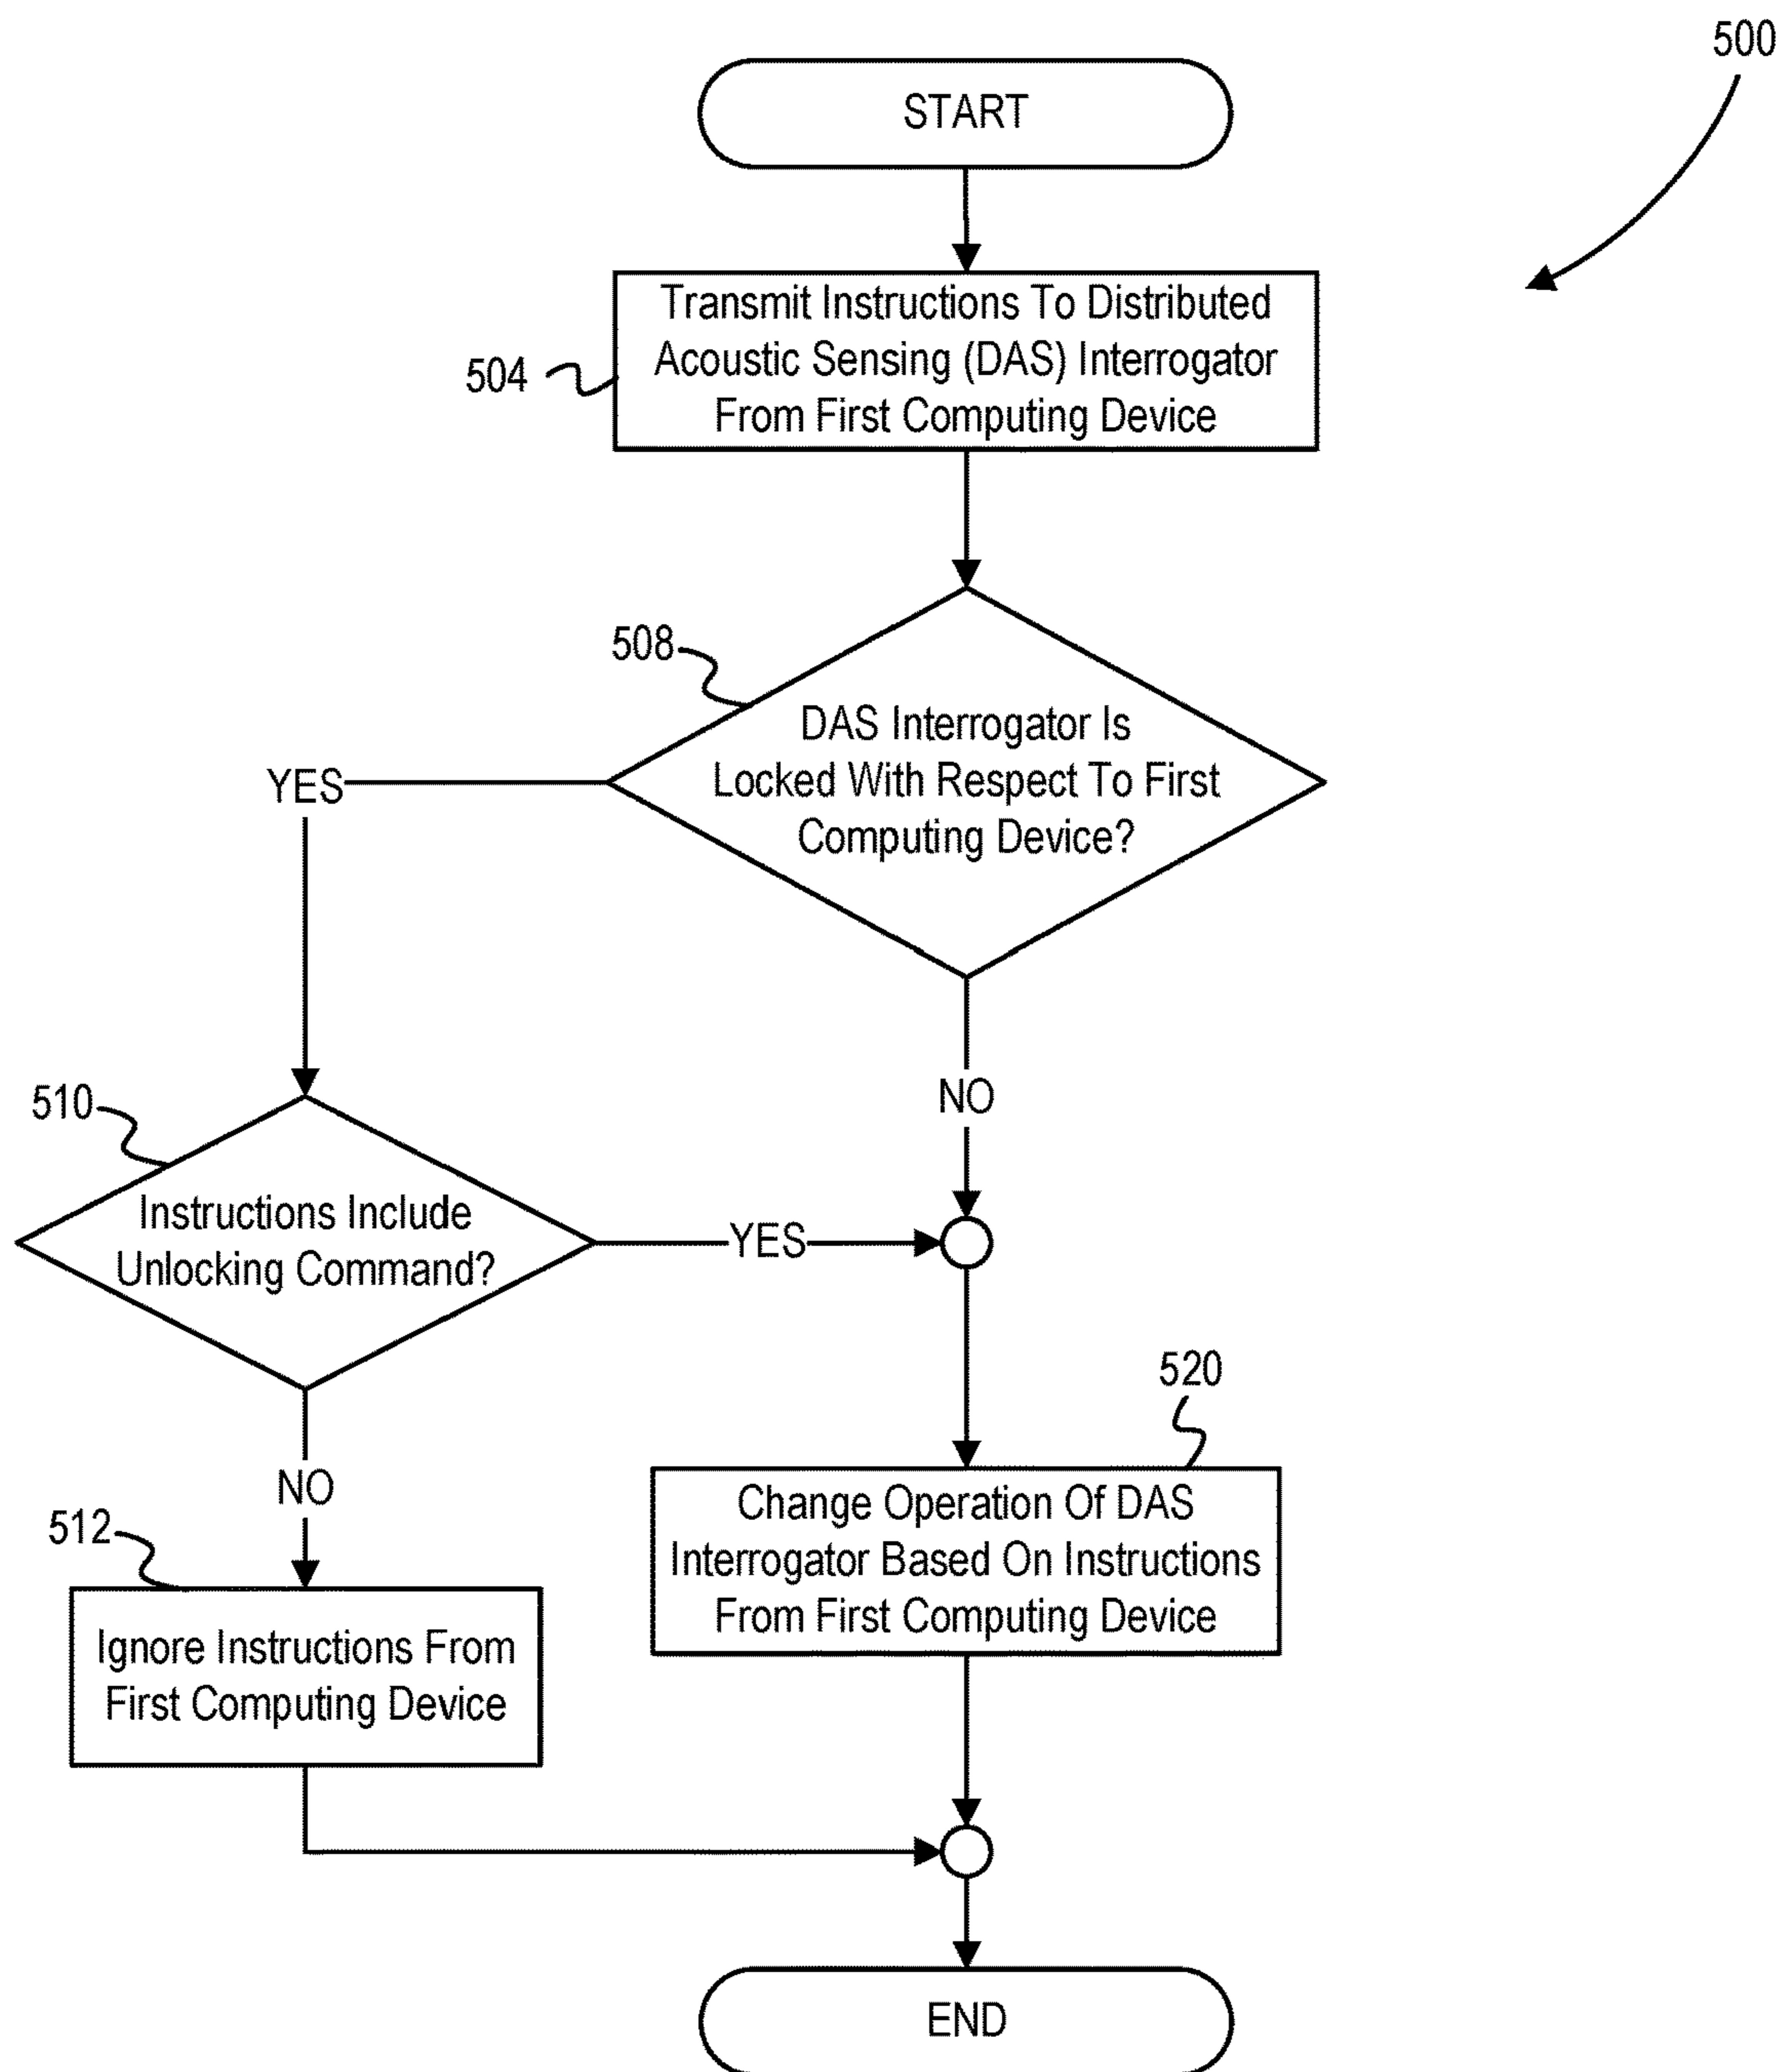 500
START
504
Transmit Instructions To Distributed
Acoustic Sensing (DAS) Interrogator
From First Computing Device
508
DAS Interrogator Is
Locked With Respect To First
Computing Device?
YES
NO
510
Instructions Include
Unlocking Command?
YES
NO
520
Change Operation Of DAS
Interrogator Based On Instructions
From First Computing Device
512
Ignore Instructions From
First Computing Device
END